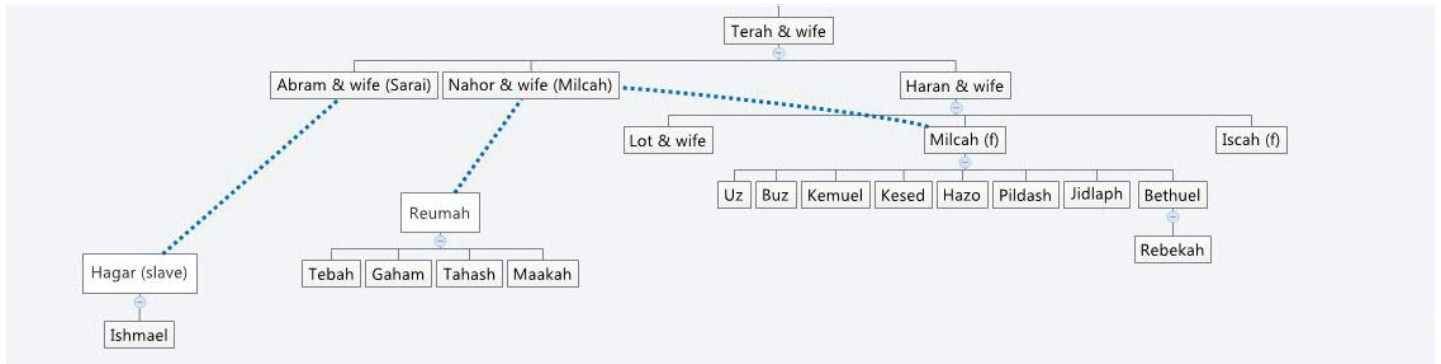 Terah & wife
Abram & wife (Sarai)
Nahor & wife (Milcah)
Haran & wife
Lot & wife
Milcah (f)
Iscah (f)
Uz
Buz
Kemuel
Kesed
Hazo
Pildash
Jidlaph
Bethuel
Reumah
Rebekah
Tebah
Gaham
Tahash
Maakah
Hagar (slave)
Ishmael